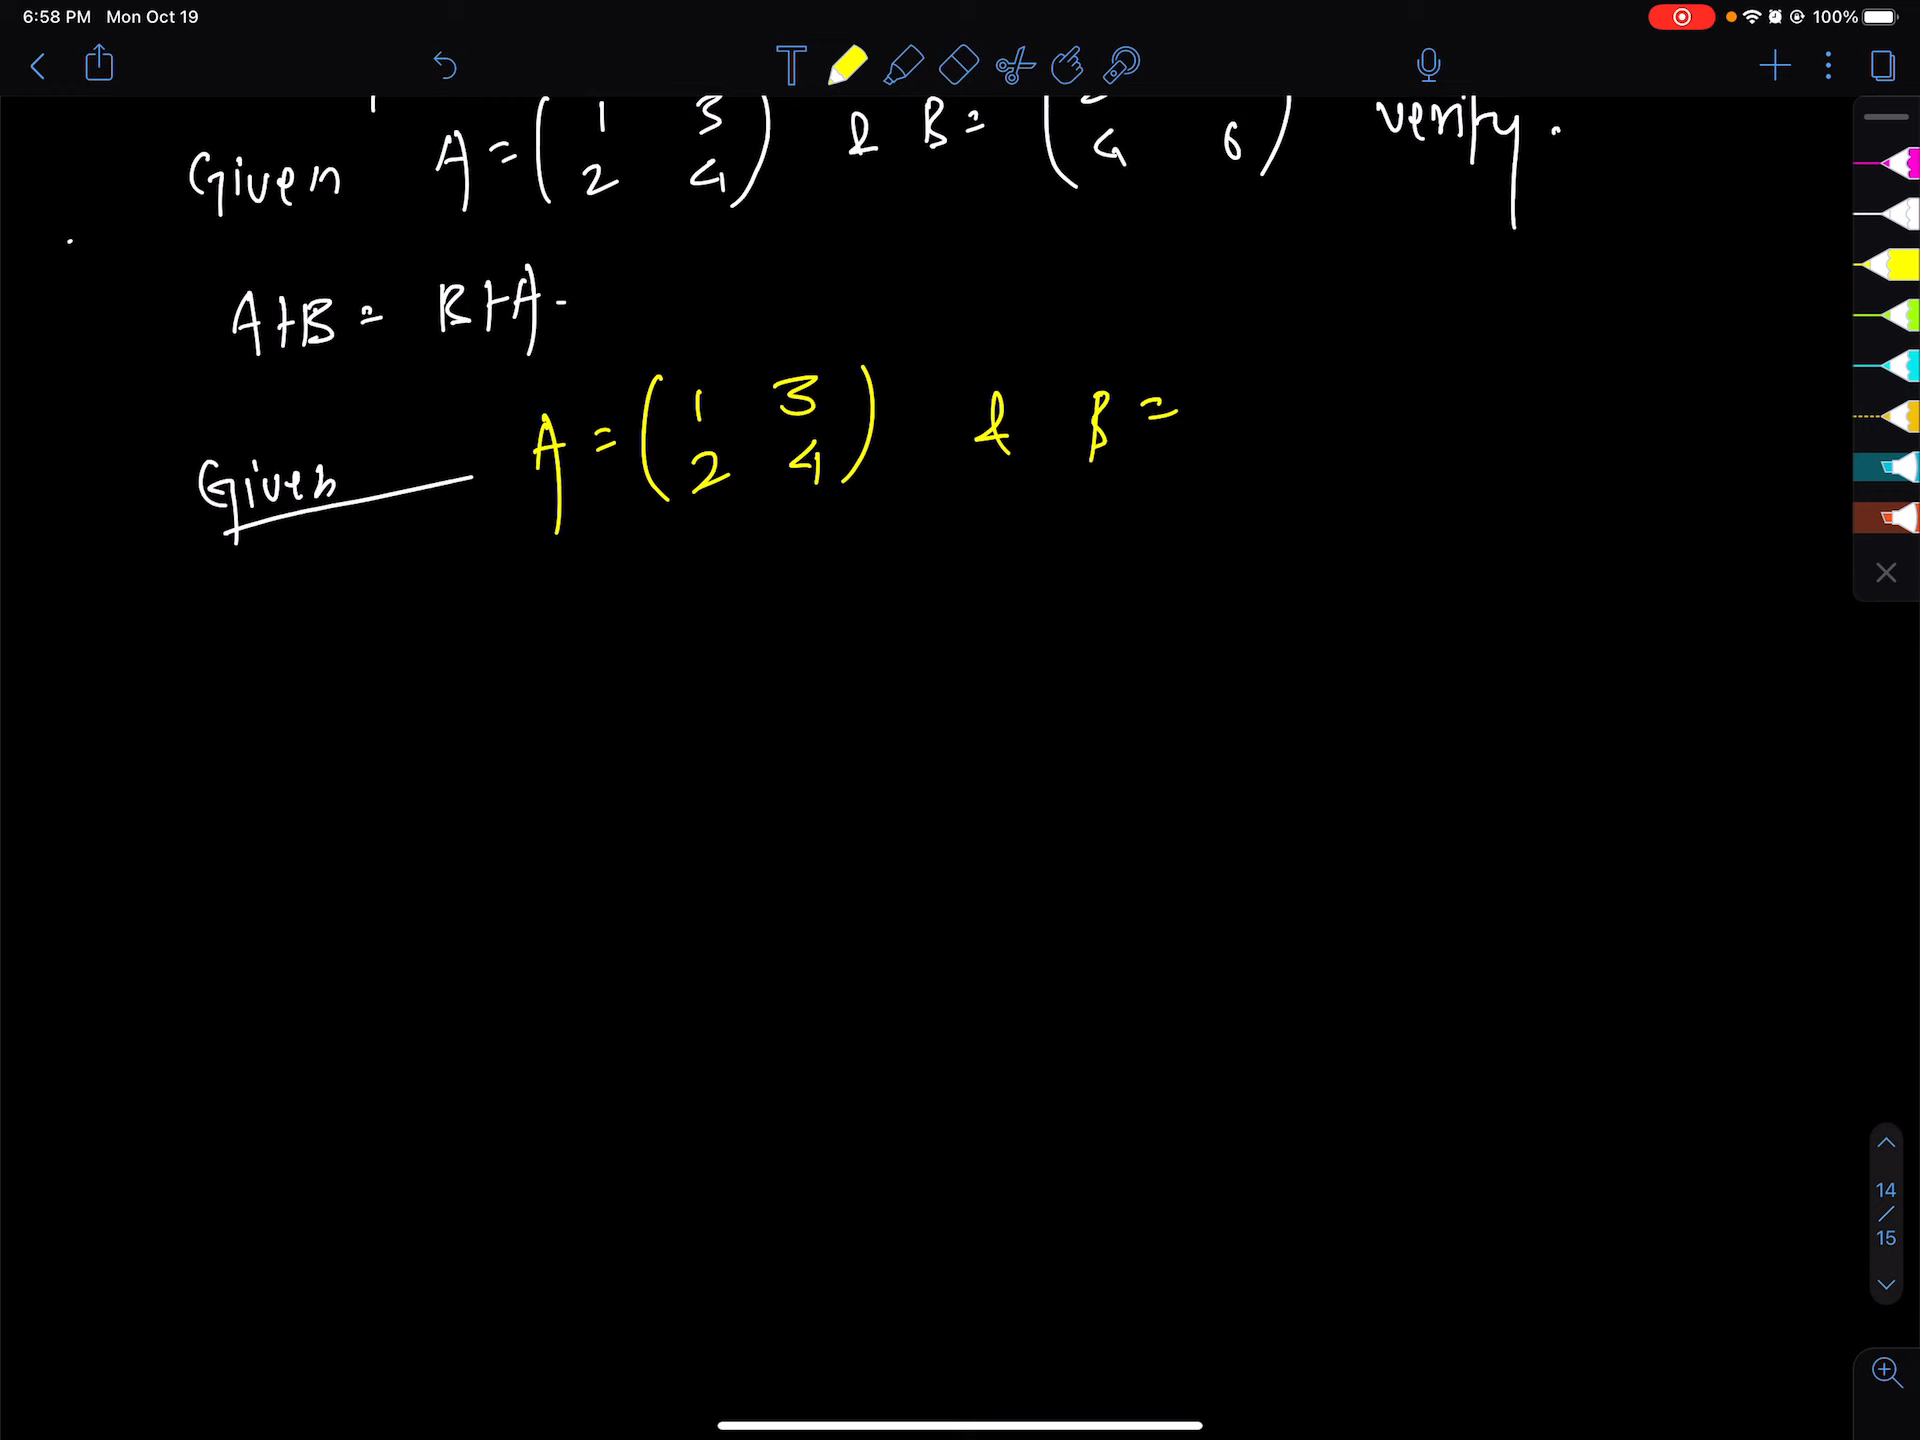 6:58 PM Mon Oct 19 100%
Given A = ( 1 3 & B = ( verify.
2 4 ) 4 6 )
A+B = B+A.
Given A = ( 1 3 & B =
2 4 )
14
/
15